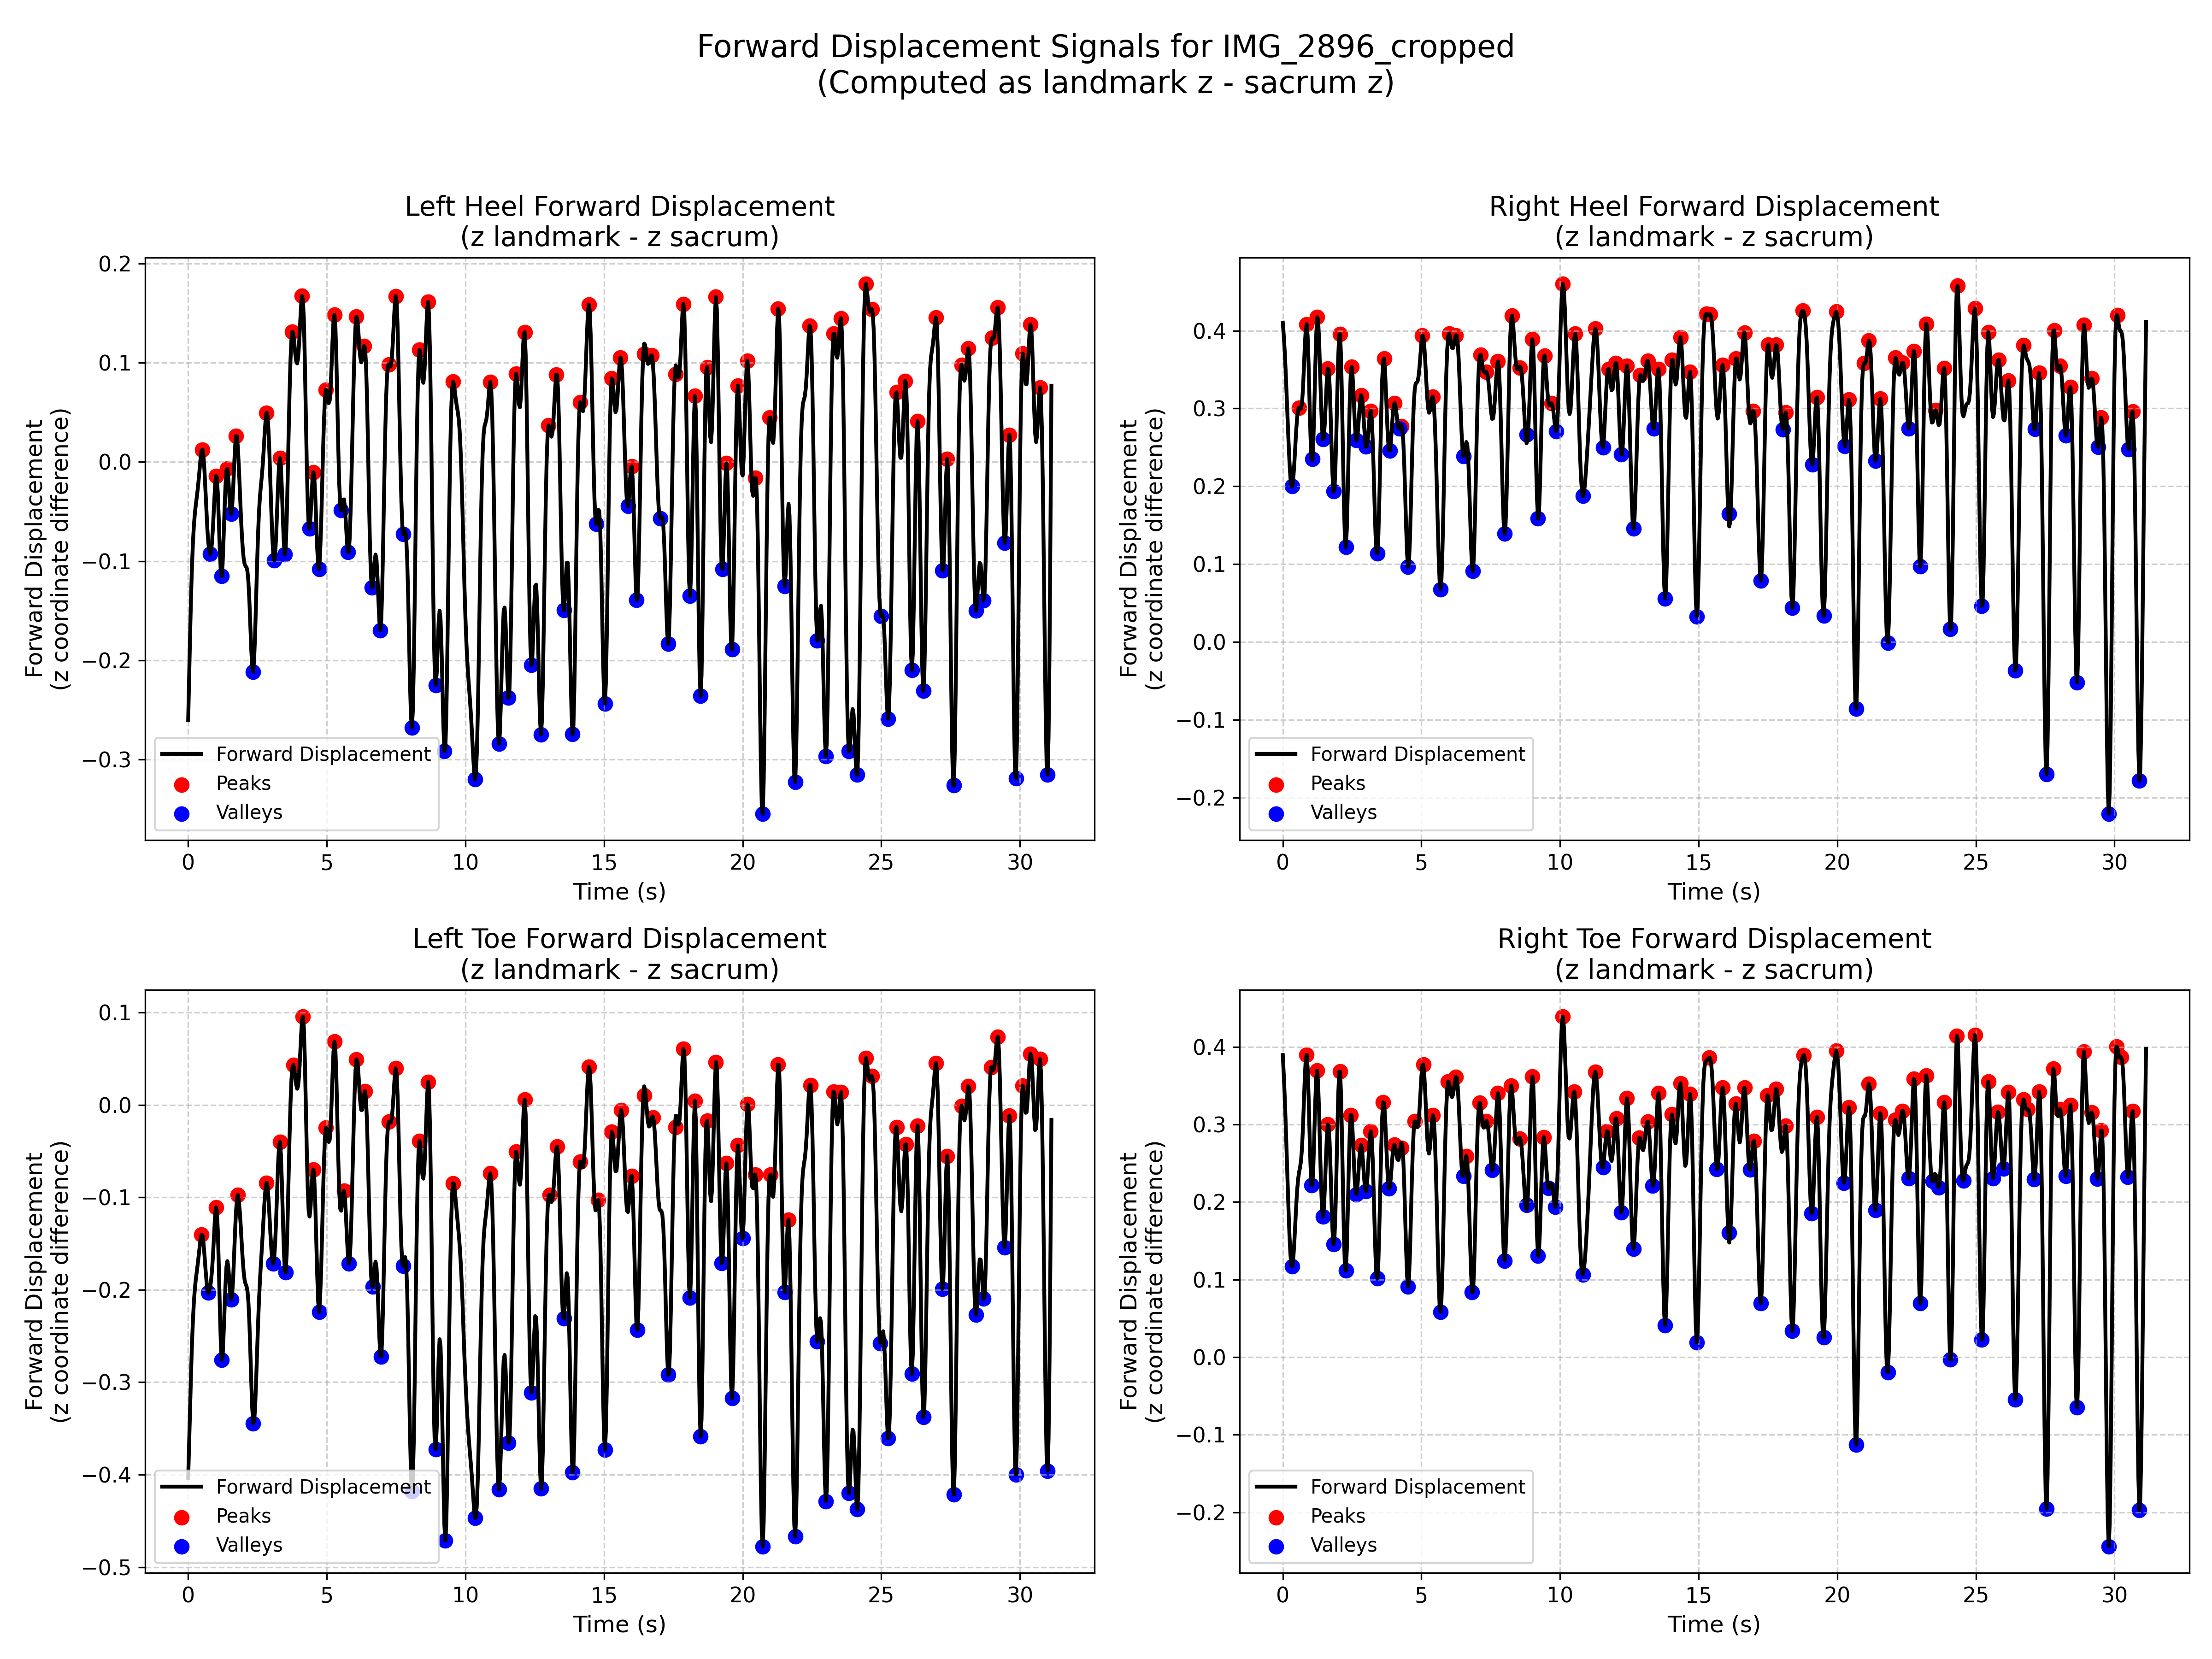 Forward Displacement Signals for IMG_2896_cropped
(Computed as landmark z - sacrum z)
Left Heel Forward Displacement
(z landmark - z sacrum)
Forward Displacement
(z coordinate difference)
0.2
0.1
0.0
−0.1
−0.2
−0.3
Forward Displacement
Peaks
Valleys
0 5 10 15 20 25 30
Time (s)
Right Heel Forward Displacement
(z landmark - z sacrum)
Forward Displacement
(z coordinate difference)
0.4
0.3
0.2
0.1
0.0
−0.1
−0.2
Forward Displacement
Peaks
Valleys
0 5 10 15 20 25 30
Time (s)
Left Toe Forward Displacement
(z landmark - z sacrum)
Forward Displacement
(z coordinate difference)
0.1
0.0
−0.1
−0.2
−0.3
−0.4
−0.5
Forward Displacement
Peaks
Valleys
0 5 10 15 20 25 30
Time (s)
Right Toe Forward Displacement
(z landmark - z sacrum)
Forward Displacement
(z coordinate difference)
0.4
0.3
0.2
0.1
0.0
−0.1
−0.2
Forward Displacement
Peaks
Valleys
0 5 10 15 20 25 30
Time (s)